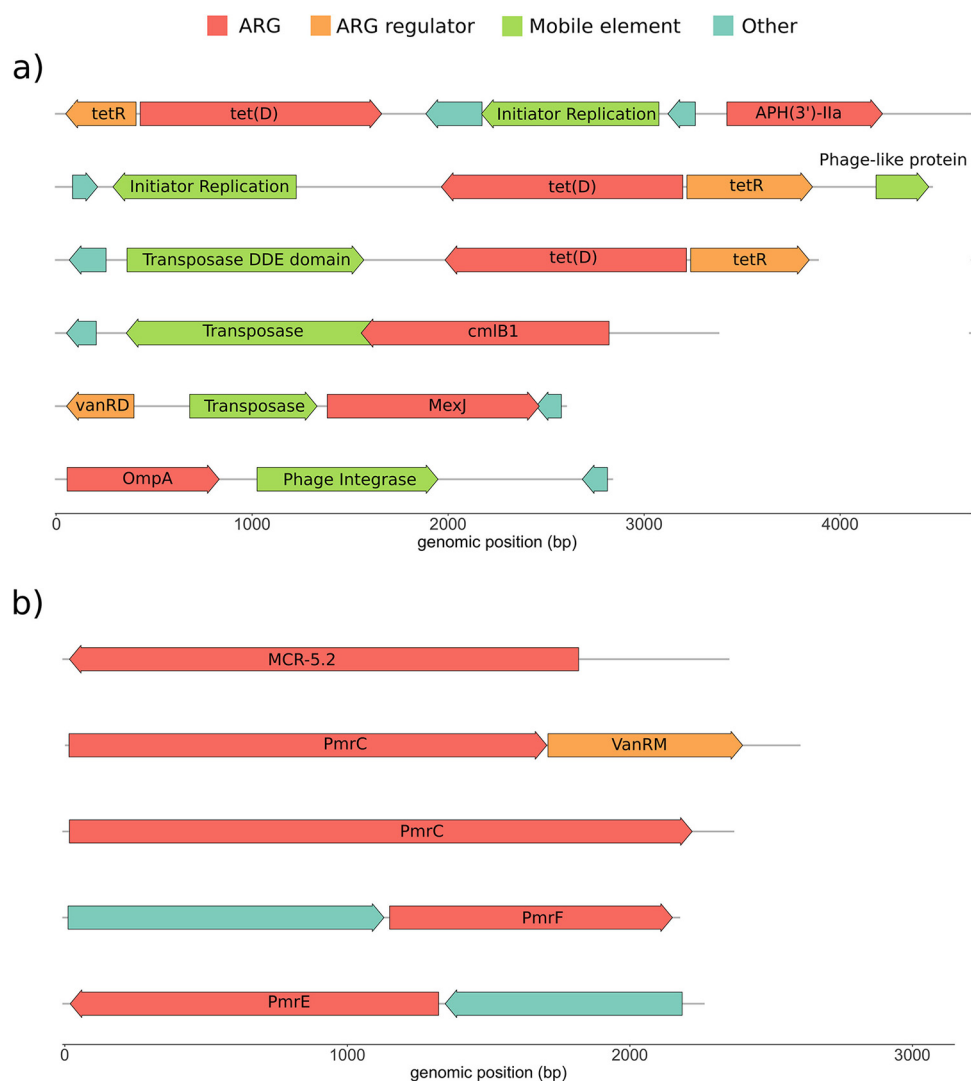 ARG ARG regulator Mobile element Other
a)
tetR tet(D) Initiator Replication APH(3')-IIa
Phage-like protein
Initiator Replication tet(D) tetR
Transposase DDE domain tet(D) tetR
Transposase cmlB1
vanRD Transposase MexJ
OmpA Phage Integrase
0 1000 2000 3000 4000
genomic position (bp)
b)
MCR-5.2
PmrC VanRM
PmrC
PmrF
PmrE
0 1000 2000 3000
genomic position (bp)